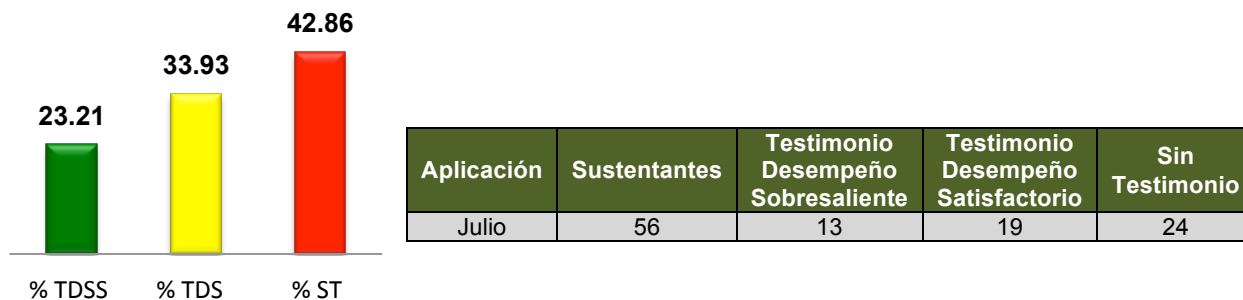 42.86
33.93
23.21
% TDSS % TDS % ST
Aplicación Sustentantes Testimonio Desempeño Sobresaliente Testimonio Desempeño Satisfactorio Sin Testimonio
Julio 56 13 19 24